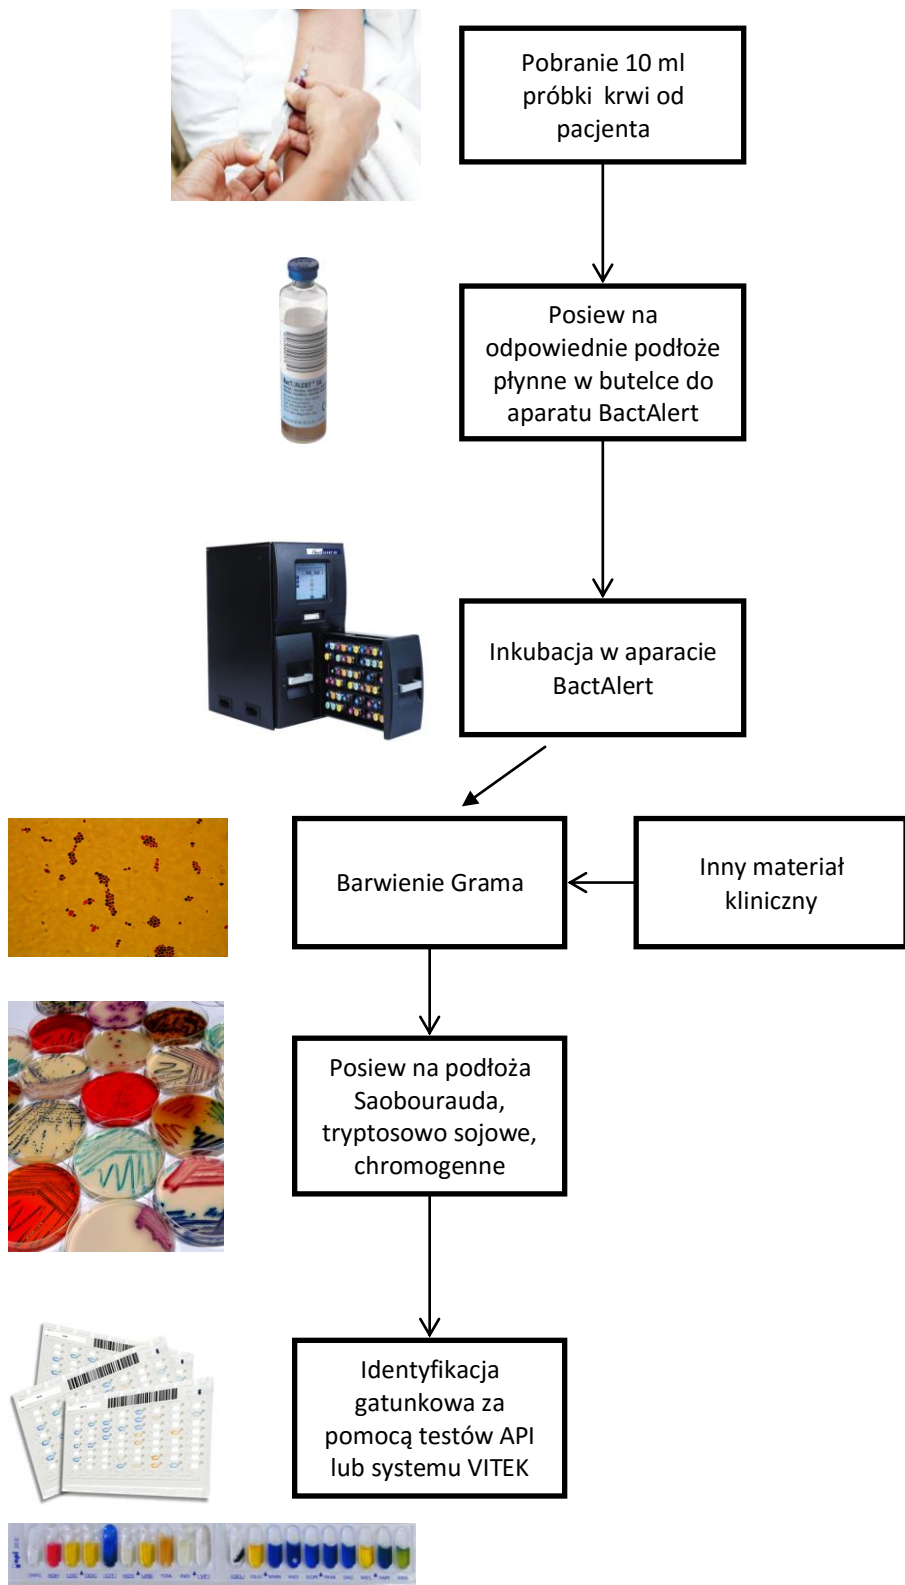 Pobranie 10 ml
próbki  krwi od
pacjenta
Posiew na
odpowiednie podłoże
płynne w butelce do
aparatu BactAlert
Inkubacja w aparacie
BactAlert
Barwienie Grama
Inny materiał
kliniczny
Posiew na podłoża
Saobourauda,
tryptosowo sojowe,
chromogenne
Identyfikacja
gatunkowa za
pomocą testów API
lub systemu VITEK